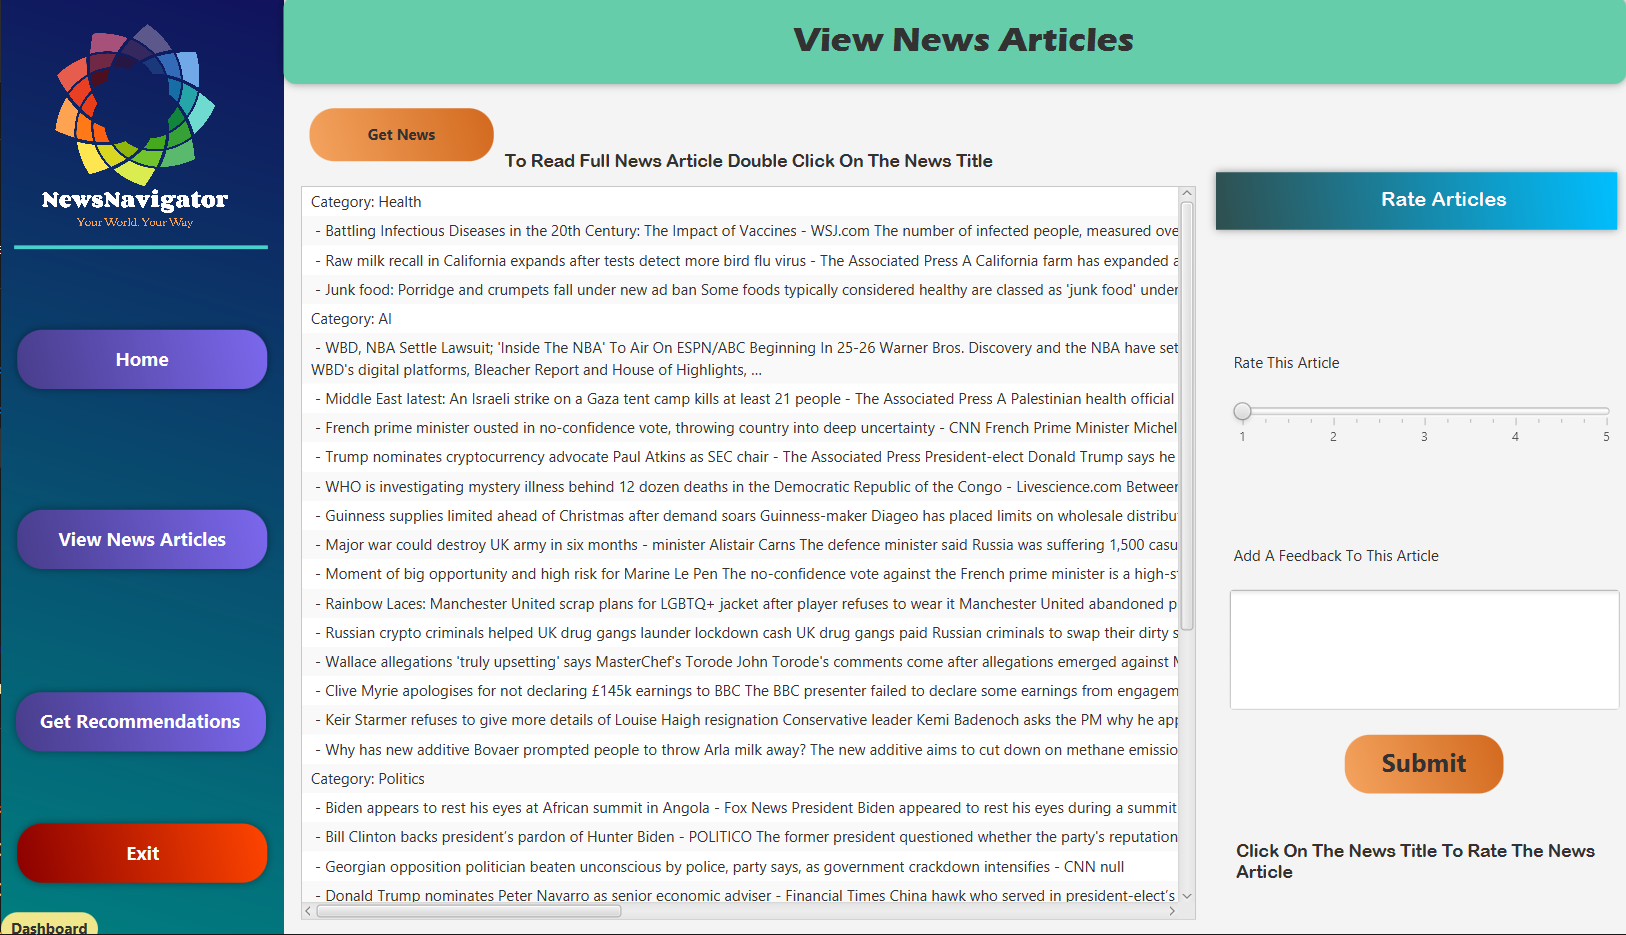 NewsNavigator
Your World. Your Way
Home
View News Articles
Get Recommendations
Exit
Dashboard
View News Articles
Get News
To Read Full News Article Double Click On The News Title
Category: Health
- Battling Infectious Diseases in the 20th Century: The Impact of Vaccines - WSJ.com The number of infected people, measured ove
- Raw milk recall in California expands after tests detect more bird flu virus - The Associated Press A California farm has expanded a
- Junk food: Porridge and crumpets fall under new ad ban Some foods typically considered healthy are classed as 'junk food' under
Category: AI
- WBD, NBA Settle Lawsuit; 'Inside The NBA' To Air On ESPN/ABC Beginning In 25-26 Warner Bros. Discovery and the NBA have set
WBD's digital platforms, Bleacher Report and House of Highlights, ...
- Middle East latest: An Israeli strike on a Gaza tent camp kills at least 21 people - The Associated Press A Palestinian health official
- French prime minister ousted in no-confidence vote, throwing country into deep uncertainty - CNN French Prime Minister Michel
- Trump nominates cryptocurrency advocate Paul Atkins as SEC chair - The Associated Press President-elect Donald Trump says he
- WHO is investigating mystery illness behind 12 dozen deaths in the Democratic Republic of the Congo - Livescience.com Between
- Guinness supplies limited ahead of Christmas after demand soars Guinness-maker Diageo has placed limits on wholesale distribu
- Major war could destroy UK army in six months - minister Alistair Carns The defence minister said Russia was suffering 1,500 casu
- Moment of big opportunity and high risk for Marine Le Pen The no-confidence vote against the French prime minister is a high-s
- Rainbow Laces: Manchester United scrap plans for LGBTQ+ jacket after player refuses to wear it Manchester United abandoned p
- Russian crypto criminals helped UK drug gangs launder lockdown cash UK drug gangs paid Russian criminals to swap their dirty s
- Wallace allegations 'truly upsetting' says MasterChef's Torode John Torode's comments come after allegations emerged against M
- Clive Myrie apologises for not declaring £145k earnings to BBC The BBC presenter failed to declare some earnings from engagem
- Keir Starmer refuses to give more details of Louise Haigh resignation Conservative leader Kemi Badenoch asks the PM why he app
- Why has new additive Bovaer prompted people to throw Arla milk away? The new additive aims to cut down on methane emissio
Category: Politics
- Biden appears to rest his eyes at African summit in Angola - Fox News President Biden appeared to rest his eyes during a summit
- Bill Clinton backs president’s pardon of Hunter Biden - POLITICO The former president questioned whether the party's reputation
- Georgian opposition politician beaten unconscious by police, party says, as government crackdown intensifies - CNN null
- Donald Trump nominates Peter Navarro as senior economic adviser - Financial Times China hawk who served in president-elect’s
Rate Articles
Rate This Article
1 2 3 4 5
Add A Feedback To This Article
Submit
Click On The News Title To Rate The News
Article